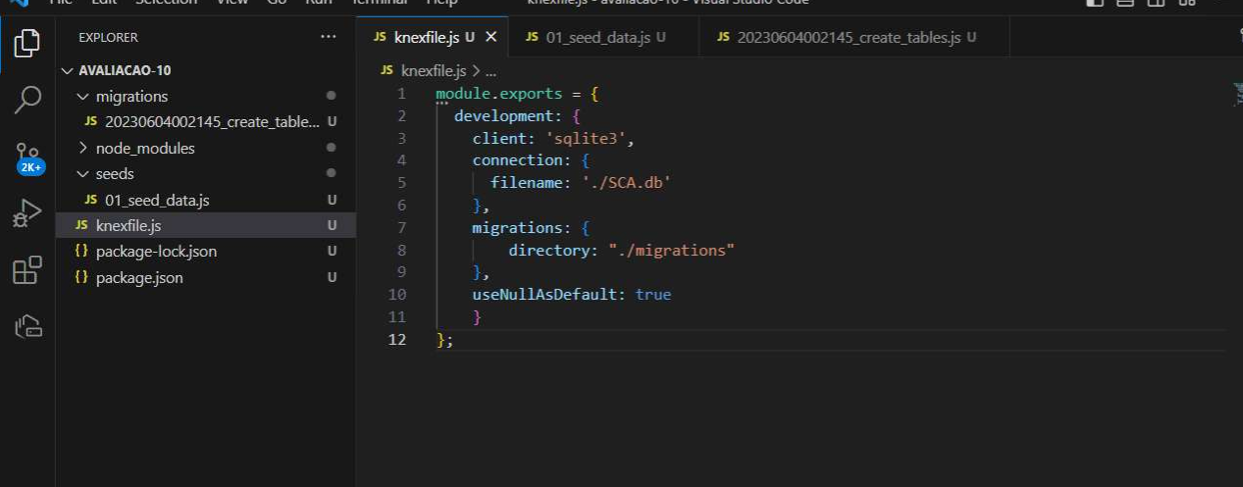 File Edit Selection View Go Run Terminal Help knexfile.js - avaliacao-10 - Visual Studio Code
EXPLORER ...
JS knexfile.js U X JS 01_seed_data.js U JS 20230604002145_create_tables.js U
AVALIACAO-10
JS knexfile.js > ...
migrations
JS 20230604002145_create_table... U
node_modules
2K+
seeds
JS 01_seed_data.js U
JS knexfile.js U
{} package-lock.json U
{} package.json U
1 module.exports = {
2 development: {
3 client: 'sqlite3',
4 connection: {
5 filename: './SCA.db'
6 },
7 migrations: {
8 directory: "./migrations"
9 },
10 useNullAsDefault: true
11 }
12 };